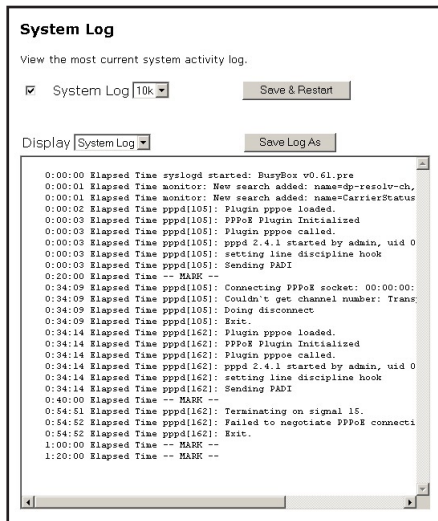 System Log
View the most current system activity log.
System Log 10k Save & Restart
Display System Log Save Log As
0:00:00 Elapsed Time syslogd started: BusyBox v0.61.pre
0:00:01 Elapsed Time monitor: New search added: name=dp-resolv-ch,
0:00:01 Elapsed Time monitor: New search added: name=CarrierStatus
0:00:02 Elapsed Time pppd[105]: Plugin pppoe loaded.
0:00:03 Elapsed Time pppd[105]: PPPoE Plugin Initialized
0:00:03 Elapsed Time pppd[105]: Plugin pppoe called.
0:00:03 Elapsed Time pppd[105]: pppd 2.4.1 started by admin, uid 0
0:00:03 Elapsed Time pppd[105]: setting line discipline hook
0:00:03 Elapsed Time pppd[105]: Sending PADI
0:20:00 Elapsed Time -- MARK --
0:34:09 Elapsed Time pppd[105]: Connecting PPPoE socket: 00:00:00:
0:34:09 Elapsed Time pppd[105]: Couldn't get channel number: Trans
0:34:09 Elapsed Time pppd[105]: Doing disconnect
0:34:09 Elapsed Time pppd[105]: Exit.
0:34:14 Elapsed Time pppd[162]: Plugin pppoe loaded.
0:34:14 Elapsed Time pppd[162]: PPPoE Plugin Initialized
0:34:14 Elapsed Time pppd[162]: Plugin pppoe called.
0:34:14 Elapsed Time pppd[162]: pppd 2.4.1 started by admin, uid 0
0:34:14 Elapsed Time pppd[162]: setting line discipline hook
0:34:14 Elapsed Time pppd[162]: Sending PADI
0:40:00 Elapsed Time -- MARK --
0:54:51 Elapsed Time pppd[162]: Terminating on signal 15.
0:54:52 Elapsed Time pppd[162]: Failed to negotiate PPPoE connecti
0:54:52 Elapsed Time pppd[162]: Exit.
1:00:00 Elapsed Time -- MARK --
1:20:00 Elapsed Time -- MARK --